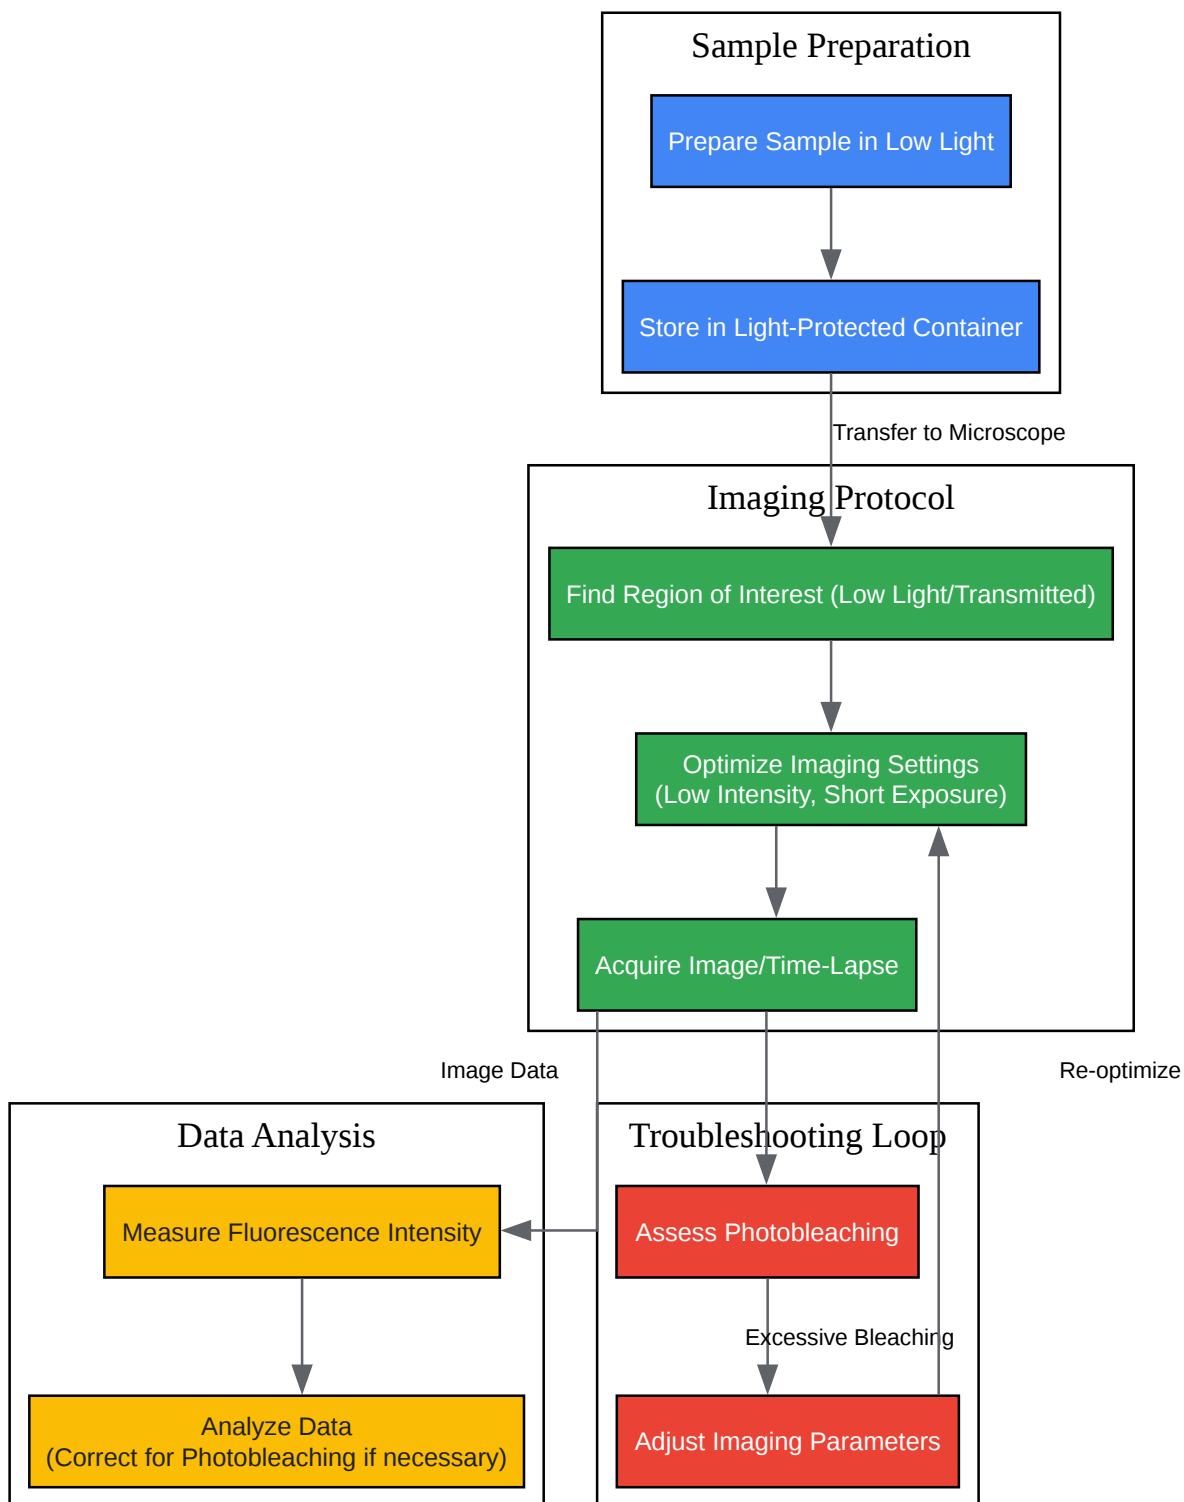 Sample Preparation
Prepare Sample in Low Light
Store in Light-Protected Container
Transfer to Microscope
Imaging Protocol
Find Region of Interest (Low Light/Transmitted)
Optimize Imaging Settings
(Low Intensity, Short Exposure)
Acquire Image/Time-Lapse
Image Data
Re-optimize
Data Analysis
Measure Fluorescence Intensity
Analyze Data
(Correct for Photobleaching if necessary)
Troubleshooting Loop
Assess Photobleaching
Excessive Bleaching
Adjust Imaging Parameters